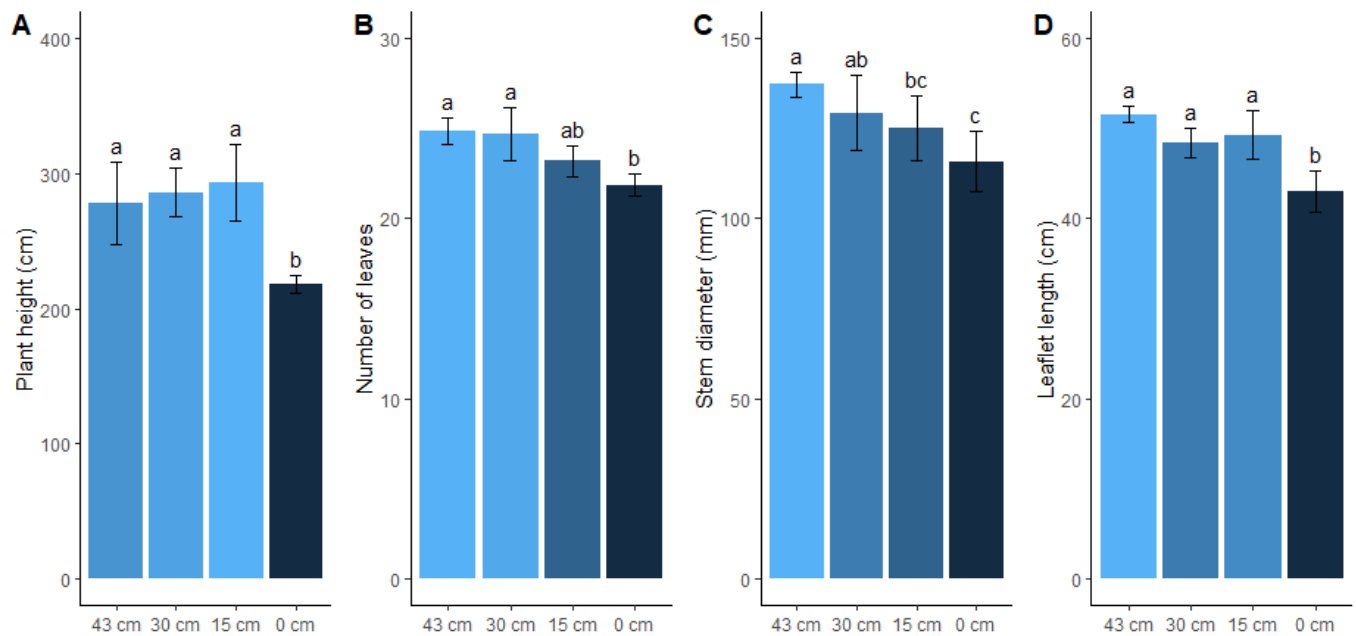 A
Plant height (cm)
400
300
200
100
0
a
a
a
b
43 cm 30 cm 15 cm 0 cm
B
Number of leaves
30
20
10
0
a
a
ab
b
43 cm 30 cm 15 cm 0 cm
C
Stem diameter (mm)
150
100
50
0
a
ab
bc
c
43 cm 30 cm 15 cm 0 cm
D
Leaflet length (cm)
60
40
20
0
a
a
a
b
43 cm 30 cm 15 cm 0 cm